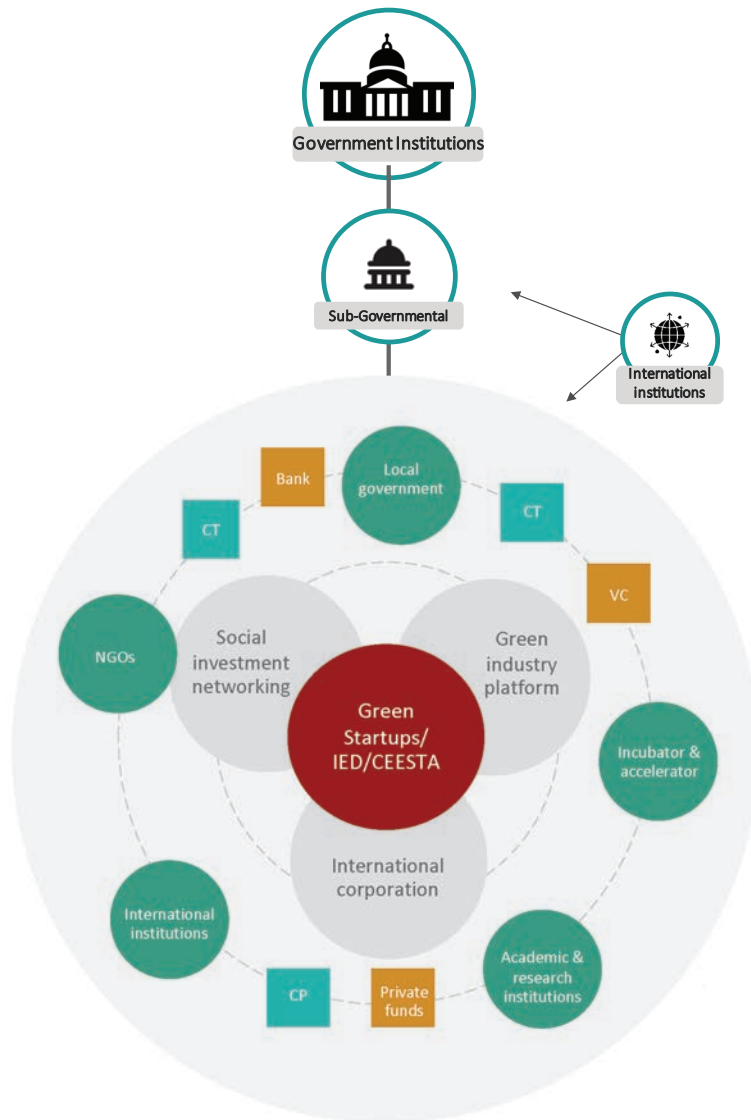 Government Institutions
Sub-Governmental
International
institutions
Local
government
Bank
CT
CT
VC
NGOs
Social
investment
networking
Green
industry
platform
Green
Startups/
IED/CEESTA
Incubator &
accelerator
International
corporation
International
institutions
Academic &
research
institutions
CP
Private
funds